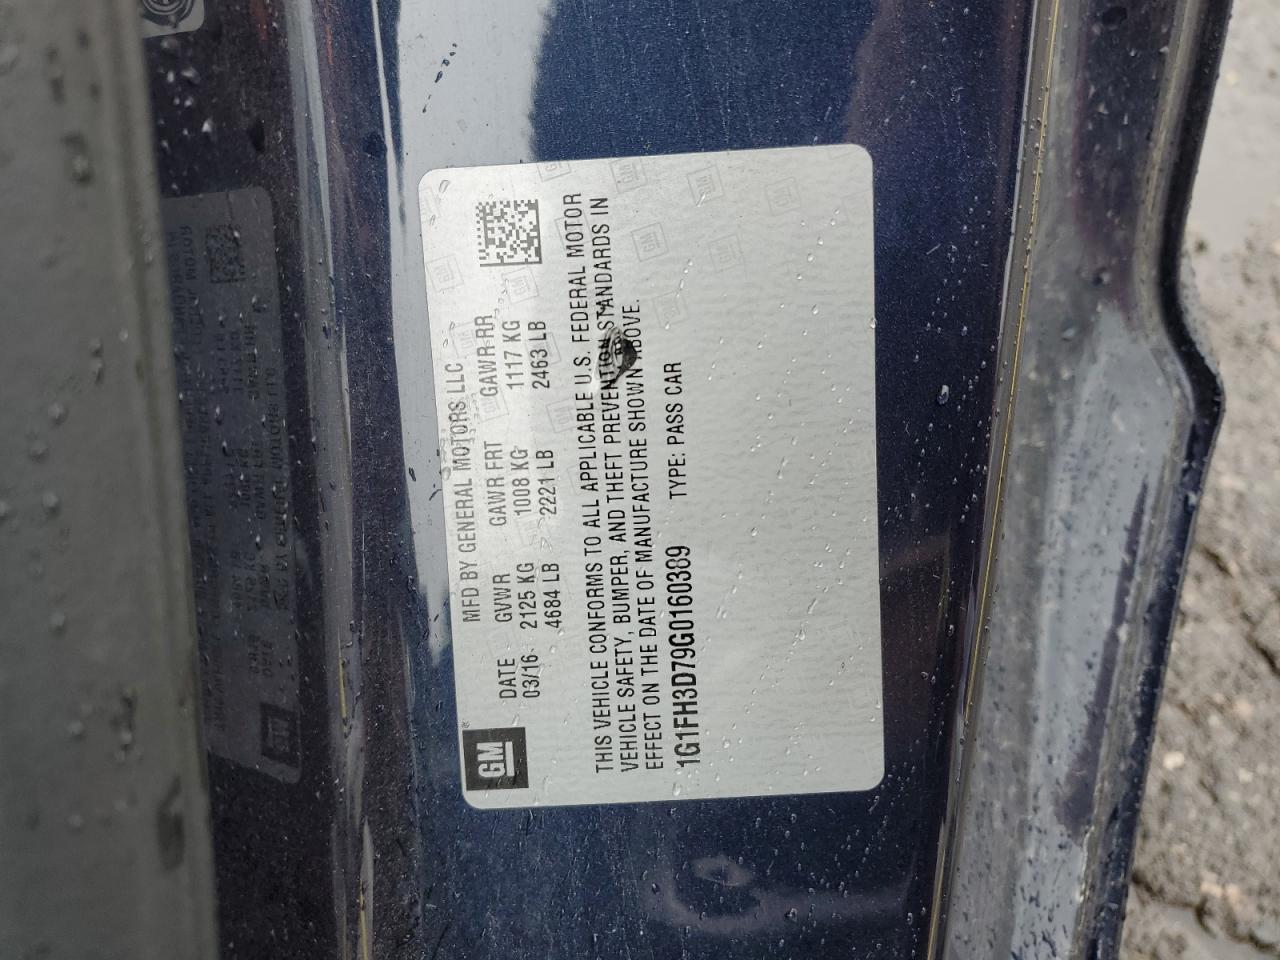 GM
MFD BY GENERAL MOTORS LLC
DATE GVWR GAWR FRT GAWR RR
03/16 2125 KG 1008 KG 1117 KG
4684 LB 2221 LB 2463 LB
THIS VEHICLE CONFORMS TO ALL APPLICABLE U.S. FEDERAL MOTOR
VEHICLE SAFETY, BUMPER, AND THEFT PREVENTION STANDARDS IN
EFFECT ON THE DATE OF MANUFACTURE SHOWN ABOVE.
1G1FH3D79G0160389 TYPE: PASS CAR